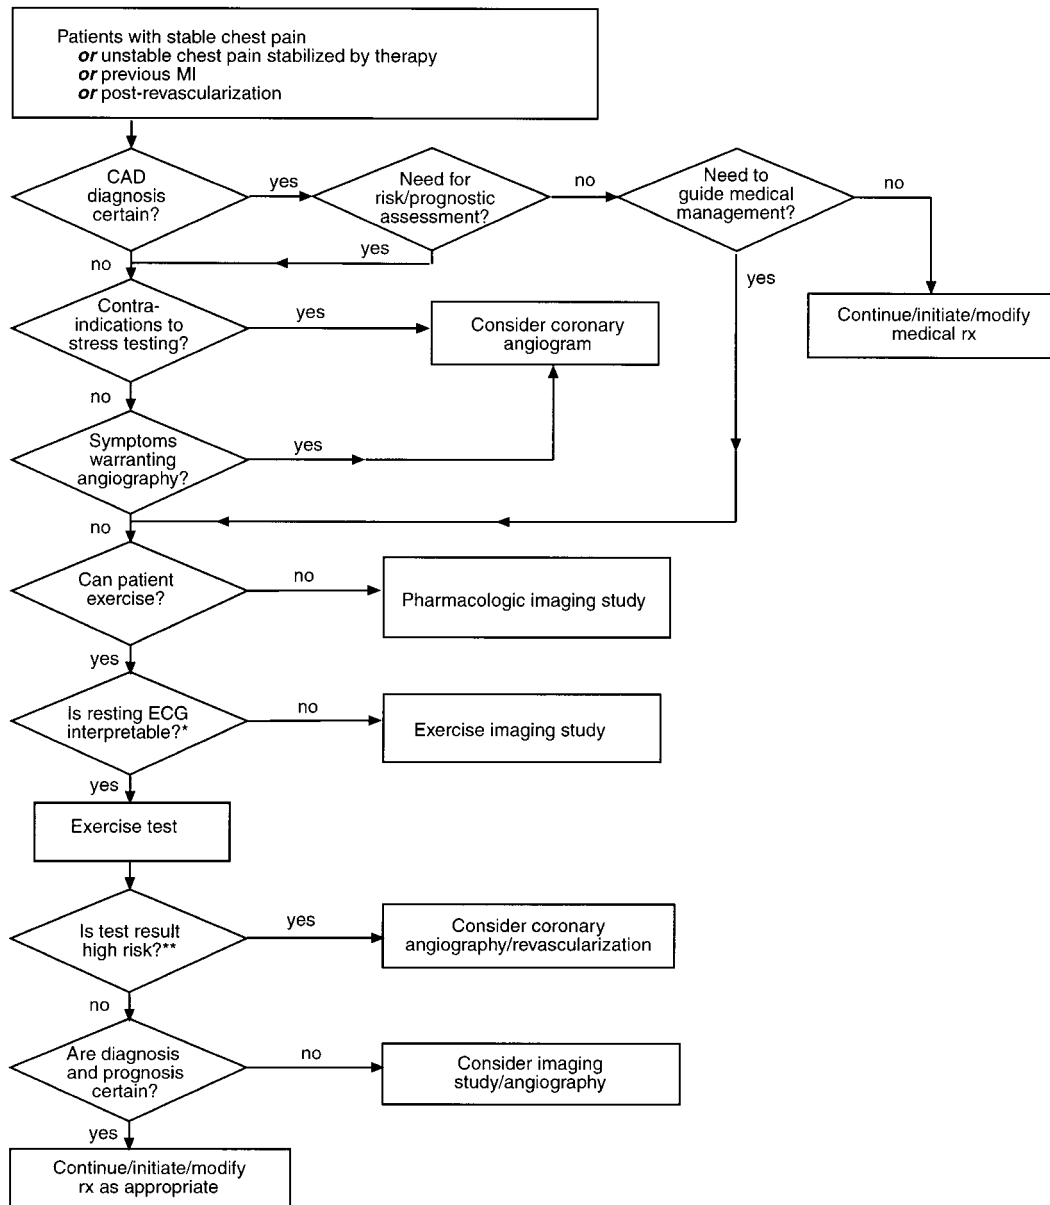 Patients with stable chest pain
or unstable chest pain stabilized by therapy
or previous MI
or post-revascularization
CAD
diagnosis
certain?
yes
Need for
risk/prognostic
assessment?
no
Need to
guide medical
management?
no
no
yes
yes
Contra-
indications to
stress testing?
yes
Consider coronary
angiogram
Continue/initiate/modify
medical rx
no
Symptoms
warranting
angiography?
yes
no
Can patient
exercise?
no
Pharmacologic imaging study
yes
Is resting ECG
interpretable?*
no
Exercise imaging study
yes
Exercise test
Is test result
high risk?**
yes
Consider coronary
angiography/revascularization
no
Are diagnosis
and prognosis
certain?
no
Consider imaging
study/angiography
yes
Continue/initiate/modify
rx as appropriate